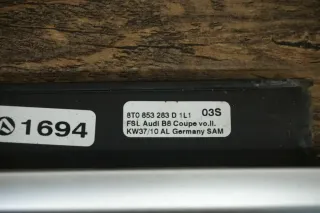 8T0 853 283 D 1L1 03S
FSL Audi B8 Coupe vo.li.
KW37/10 AL Germany SAM
1694